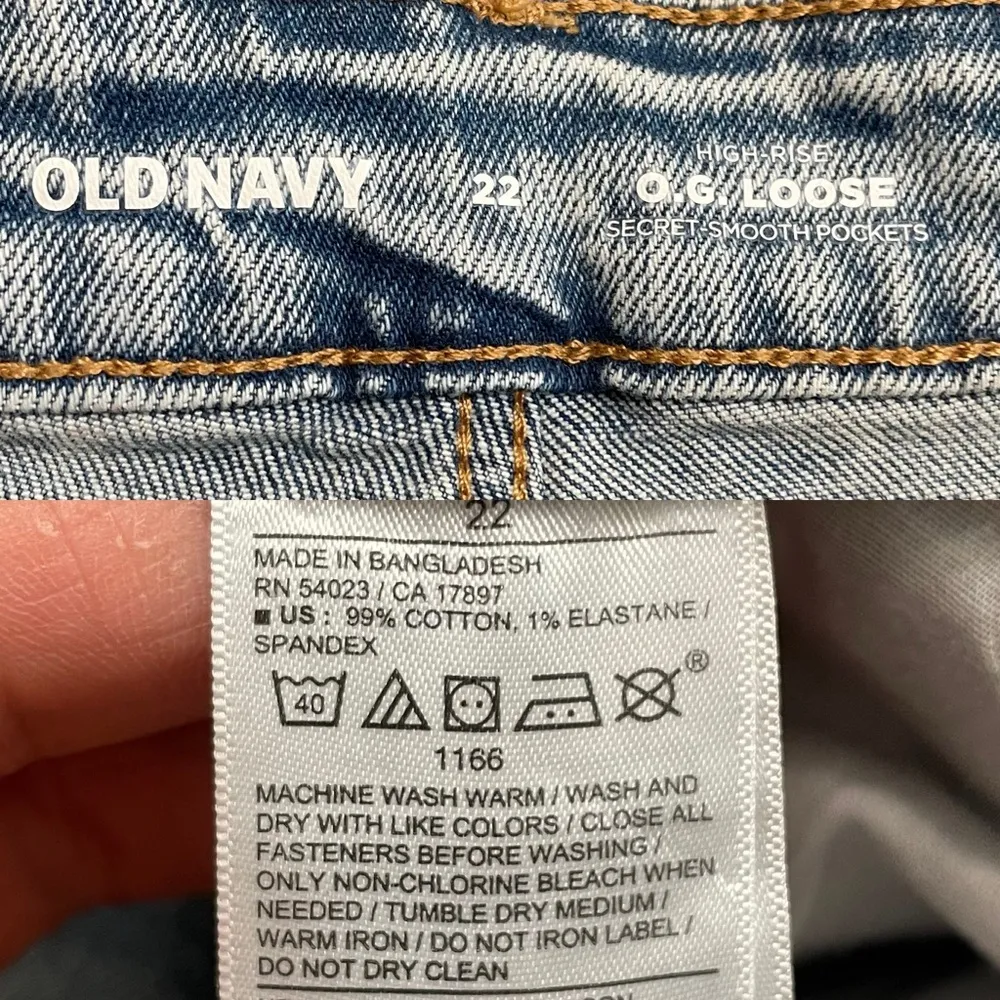 OLD NAVY 22 HIGH-RISE
O.G. LOOSE
SECRET-SMOOTH POCKETS
22
MADE IN BANGLADESH
RN 54023 / CA 17897
US : 99% COTTON, 1% ELASTANE /
SPANDEX
40
®
1166
MACHINE WASH WARM / WASH AND
DRY WITH LIKE COLORS / CLOSE ALL
FASTENERS BEFORE WASHING /
ONLY NON-CHLORINE BLEACH WHEN
NEEDED / TUMBLE DRY MEDIUM /
WARM IRON / DO NOT IRON LABEL /
DO NOT DRY CLEAN